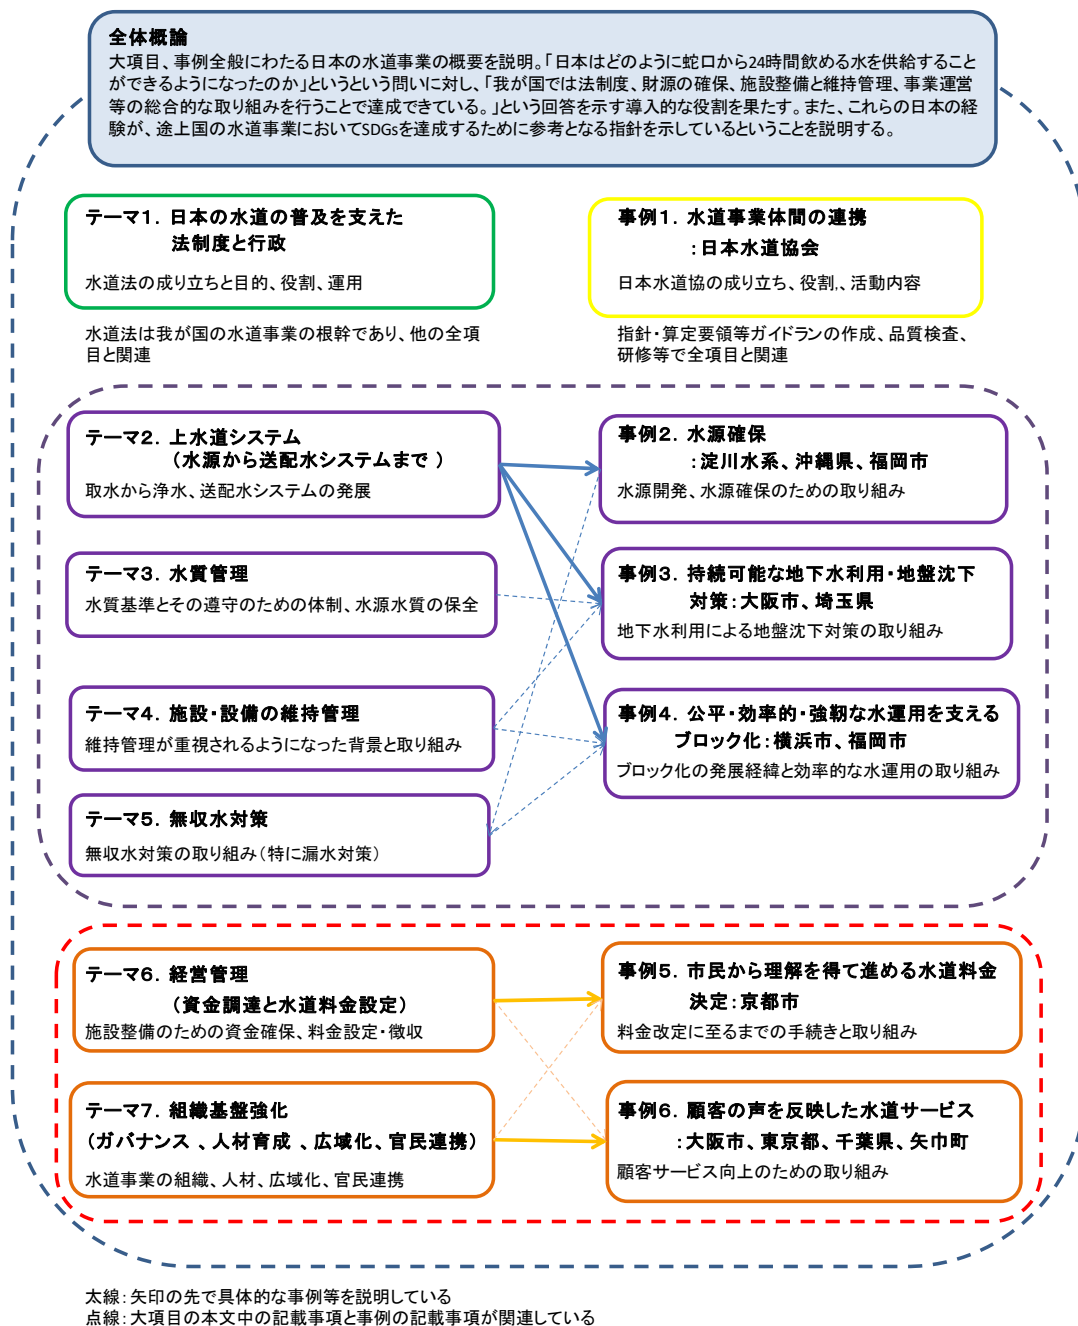 全体概論
大項目、事例全般にわたる日本の水道事業の概要を説明。「日本はどのように蛇口から24時間飲める水を供給すること
ができるようになったのか」というという問いに対し、「我が国では法制度、財源の確保、施設整備と維持管理、事業運営
等の総合的な取り組みを行うことで達成できている。」という回答を示す導入的な役割を果たす。また、これらの日本の経
験が、途上国の水道事業においてSDGsを達成するために参考となる指針を示しているということを説明する。
テーマ1. 日本の水道の普及を支えた
法制度と行政
水道法の成り立ちと目的、役割、運用
水道法は我が国の水道事業の根幹であり、他の全項
目と関連
事例1. 水道事業体間の連携
:日本水道協会
日本水道協の成り立ち、役割、、活動内容
指針・算定要領等ガイドランの作成、品質検査、
研修等で全項目と関連
テーマ2. 上水道システム
(水源から送配水システムまで )
取水から浄水、送配水システムの発展
事例2. 水源確保
:淀川水系、沖縄県、福岡市
水源開発、水源確保のための取り組み
テーマ3. 水質管理
水質基準とその遵守のための体制、水源水質の保全
事例3. 持続可能な地下水利用・地盤沈下
対策:大阪市、埼玉県
地下水利用による地盤沈下対策の取り組み
テーマ4. 施設・設備の維持管理
維持管理が重視されるようになった背景と取り組み
事例4. 公平・効率的・強靭な水運用を支える
ブロック化:横浜市、福岡市
ブロック化の発展経緯と効率的な水運用の取り組み
テーマ5. 無収水対策
無収水対策の取り組み(特に漏水対策)
テーマ6. 経営管理
(資金調達と水道料金設定)
施設整備のための資金確保、料金設定・徴収
事例5. 市民から理解を得て進める水道料金
決定:京都市
料金改定に至るまでの手続きと取り組み
テーマ7. 組織基盤強化
(ガバナンス 、人材育成 、広域化、官民連携)
水道事業の組織、人材、広域化、官民連携
事例6. 顧客の声を反映した水道サービス
:大阪市、東京都、千葉県、矢巾町
顧客サービス向上のための取り組み
太線:矢印の先で具体的な事例等を説明している
点線:大項目の本文中の記載事項と事例の記載事項が関連している